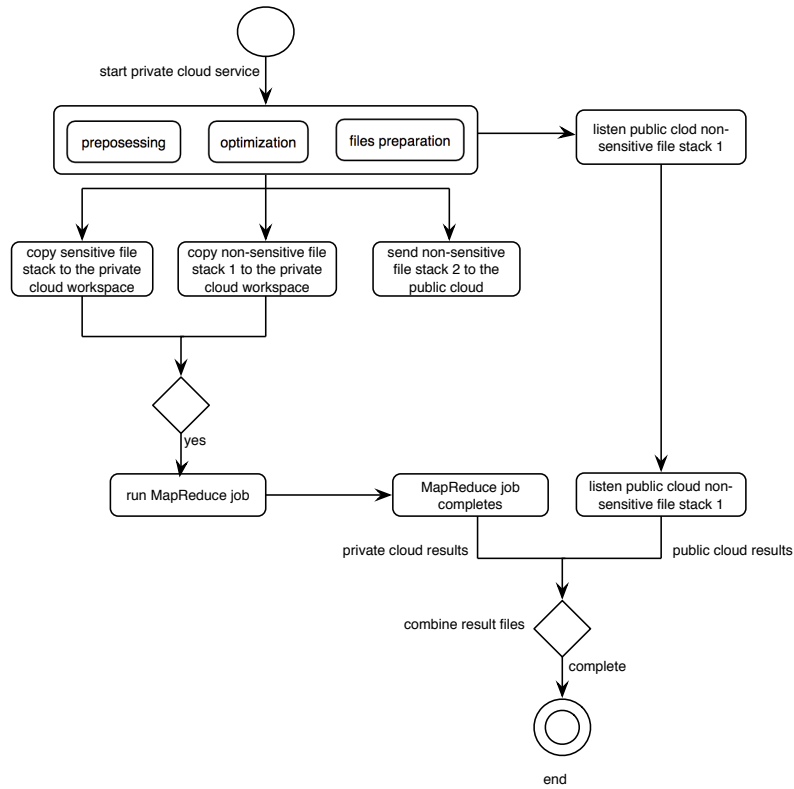 start private cloud service
preposessing
optimization
files preparation
listen public clod non-
sensitive file stack 1
copy sensitive file
stack to the private
cloud workspace
copy non-sensitive file
stack 1 to the private
cloud workspace
send non-sensitive
file stack 2 to the
public cloud
yes
run MapReduce job
MapReduce job
completes
listen public cloud non-
sensitive file stack 1
private cloud results
public cloud results
combine result files
complete
end